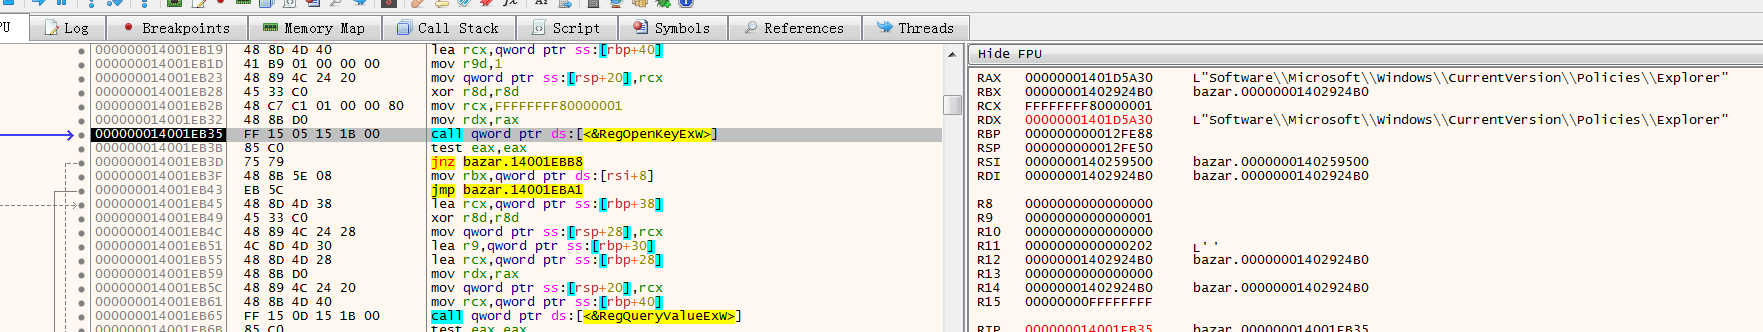 PU Log Breakpoints Memory Map Call Stack Script Symbols References Threads
000000014001EB19 48 8D 4D 40 lea rcx,qword ptr ss:[rbp+40]
000000014001EB1D 41 B9 01 00 00 00 mov r9d,1
000000014001EB23 48 89 4C 24 20 mov qword ptr ss:[rsp+20],rcx
000000014001EB28 45 33 C0 xor r8d,r8d
000000014001EB2B 48 C7 C1 01 00 00 80 mov rcx,FFFFFFFF80000001
000000014001EB32 48 8B D0 mov rdx,rax
000000014001EB35 FF 15 05 15 1B 00 call qword ptr ds:[<&RegOpenKeyExW>]
000000014001EB3B 85 C0 test eax,eax
000000014001EB3D 75 79 jnz bazar.14001EBB8
000000014001EB3F 48 8B 5E 08 mov rbx,qword ptr ds:[rsi+8]
000000014001EB43 EB 5C jmp bazar.14001EBA1
000000014001EB45 48 8D 4D 38 lea rcx,qword ptr ss:[rbp+38]
000000014001EB49 45 33 C0 xor r8d,r8d
000000014001EB4C 48 89 4C 24 28 mov qword ptr ss:[rsp+28],rcx
000000014001EB51 4C 8D 4D 30 lea r9,qword ptr ss:[rbp+30]
000000014001EB55 48 8D 4D 28 lea rcx,qword ptr ss:[rbp+28]
000000014001EB59 48 8B D0 mov rdx,rax
000000014001EB5C 48 89 4C 24 20 mov qword ptr ss:[rsp+20],rcx
000000014001EB61 48 8B 4D 40 mov rcx,qword ptr ss:[rbp+40]
000000014001EB65 FF 15 0D 15 1B 00 call qword ptr ds:[<&RegQueryValueExW>]
000000014001EB6B 85 C0 test eax,eax
Hide FPU
RAX 00000001401D5A30 L"Software\\Microsoft\\Windows\\CurrentVersion\\Policies\\Explorer"
RBX 00000001402924B0 bazar.00000001402924B0
RCX FFFFFFFF80000001
RDX 00000001401D5A30 L"Software\\Microsoft\\Windows\\CurrentVersion\\Policies\\Explorer"
RBP 000000000012FE88
RSP 000000000012FE50
RSI 0000000140259500 bazar.0000000140259500
RDI 00000001402924B0 bazar.00000001402924B0
R8 0000000000000000
R9 0000000000000001
R10 0000000000000000
R11 0000000000000202 L'
R12 00000001402924B0 bazar.00000001402924B0
R13 0000000000000000
R14 00000001402924B0 bazar.00000001402924B0
R15 00000000FFFFFFFF
RIP 000000014001EB35 bazar.000000014001EB35